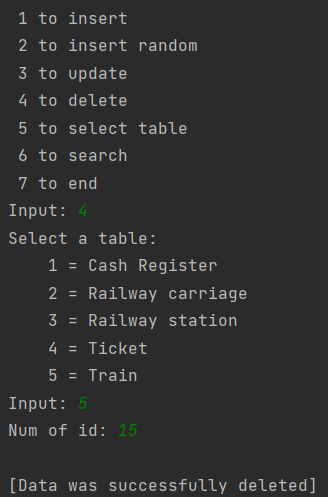 1 to insert
2 to insert random
3 to update
4 to delete
5 to select table
6 to search
7 to end
Input: 4
Select a table:
1 = Cash Register
2 = Railway carriage
3 = Railway station
4 = Ticket
5 = Train
Input: 5
Num of id: 15
[Data was successfully deleted]